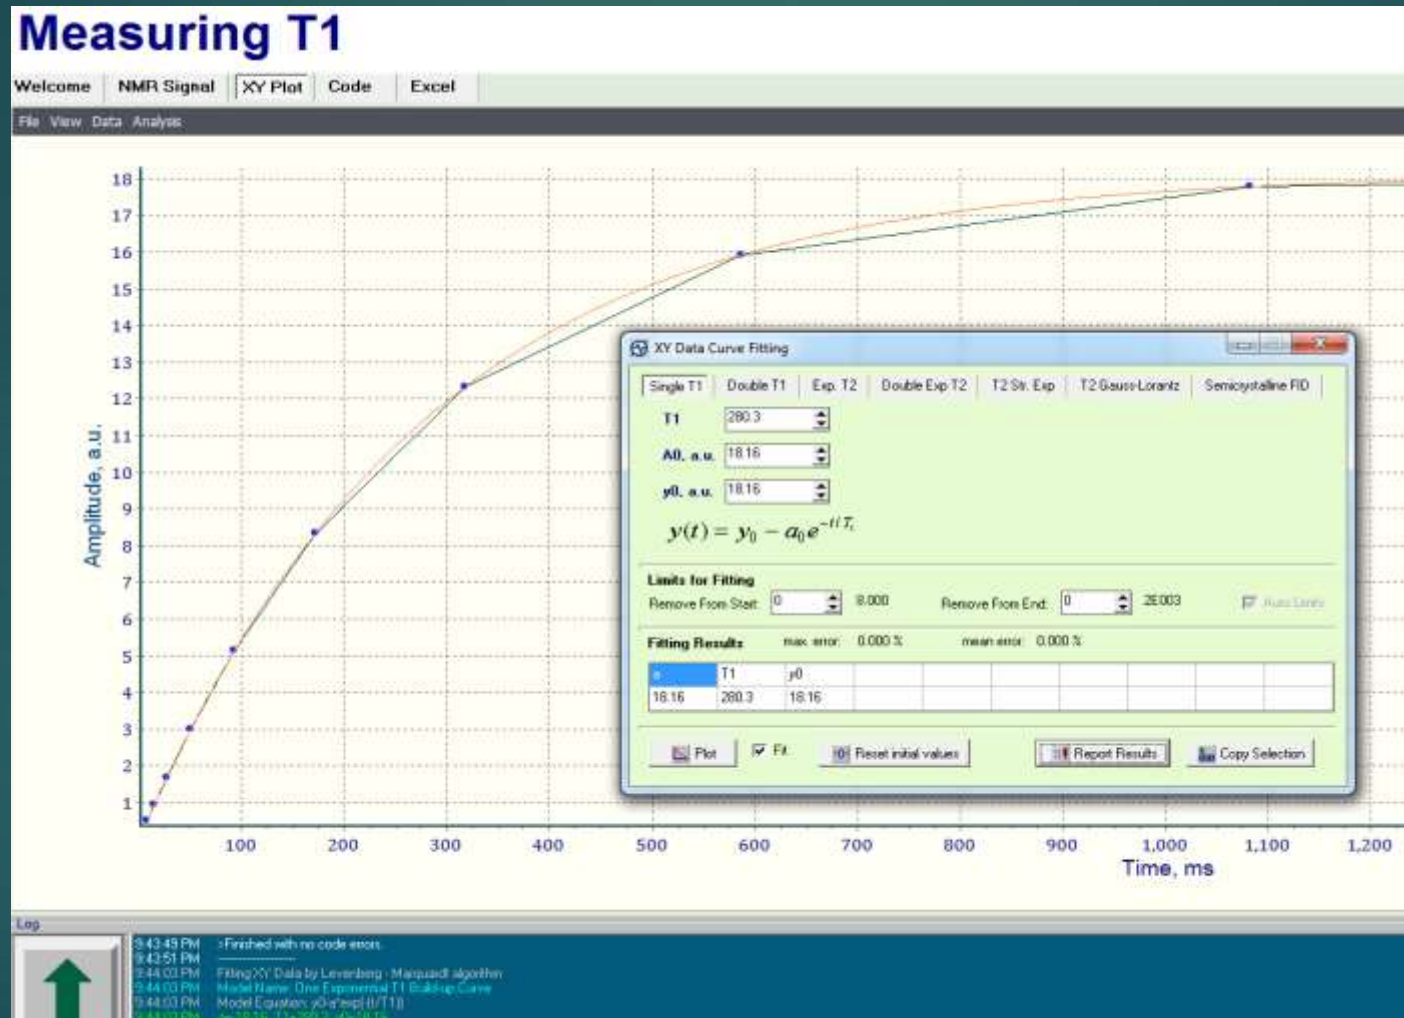 Measuring T1
Welcome NMR Signal XY Plot Code Excel
File View Data Analysis
18
17
16
15
14
13
12
11
10
9
8
7
6
5
4
3
2
1
Amplitude, a.u.
100 200 300 400 500 600 700 800 900 1,000 1,100 1,200
Time, ms
XY Data Curve Fitting
Single T1 Double T1 Exp. T2 Double Exp T2 T2 Str. Exp T2 Gauss-Lorantz Semicrystalline FID
T1 280.3
A0, a.u. 18.16
y0, a.u. 18.16
y(t) = y₀ − a₀e^(−t/T₁)
Limits for Fitting
Remove From Start: 0 8.000 Remove From End: 0 2E003 Auto Limits
Fitting Results max. error: 0.000 % mean error: 0.000 %
a T1 y0
18.16 280.3 18.16
Plot Fit Reset initial values Report Results Copy Selection
Log
9:43:49 PM >Finished with no code errors.
9:43:51 PM ---------------
9:44:03 PM Fitting XY Data by Levenberg - Marquardt algorithm
9:44:03 PM Model Name: One Exponential T1 Build-up Curve
9:44:03 PM Model Equation: y0-a*exp(-(t/T1))